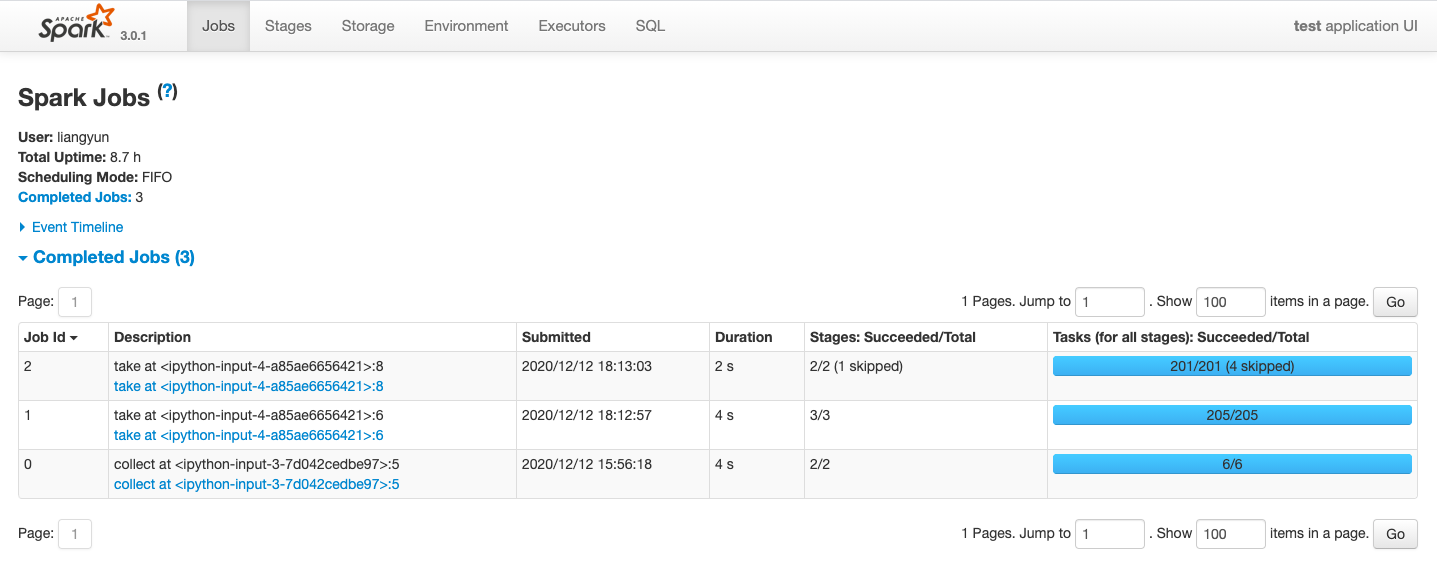 APACHE Spark 3.0.1 Jobs Stages Storage Environment Executors SQL test application UI
Spark Jobs (?)
User: liangyun
Total Uptime: 8.7 h
Scheduling Mode: FIFO
Completed Jobs: 3
Event Timeline
Completed Jobs (3)
Page: 1 1 Pages. Jump to 1 . Show 100 items in a page. Go
Job Id Description Submitted Duration Stages: Succeeded/Total Tasks (for all stages): Succeeded/Total
2 take at <ipython-input-4-a85ae6656421>:8 2020/12/12 18:13:03 2 s 2/2 (1 skipped) 201/201 (4 skipped)
take at <ipython-input-4-a85ae6656421>:8
1 take at <ipython-input-4-a85ae6656421>:6 2020/12/12 18:12:57 4 s 3/3 205/205
take at <ipython-input-4-a85ae6656421>:6
0 collect at <ipython-input-3-7d042cedbe97>:5 2020/12/12 15:56:18 4 s 2/2 6/6
collect at <ipython-input-3-7d042cedbe97>:5
Page: 1 1 Pages. Jump to 1 . Show 100 items in a page. Go